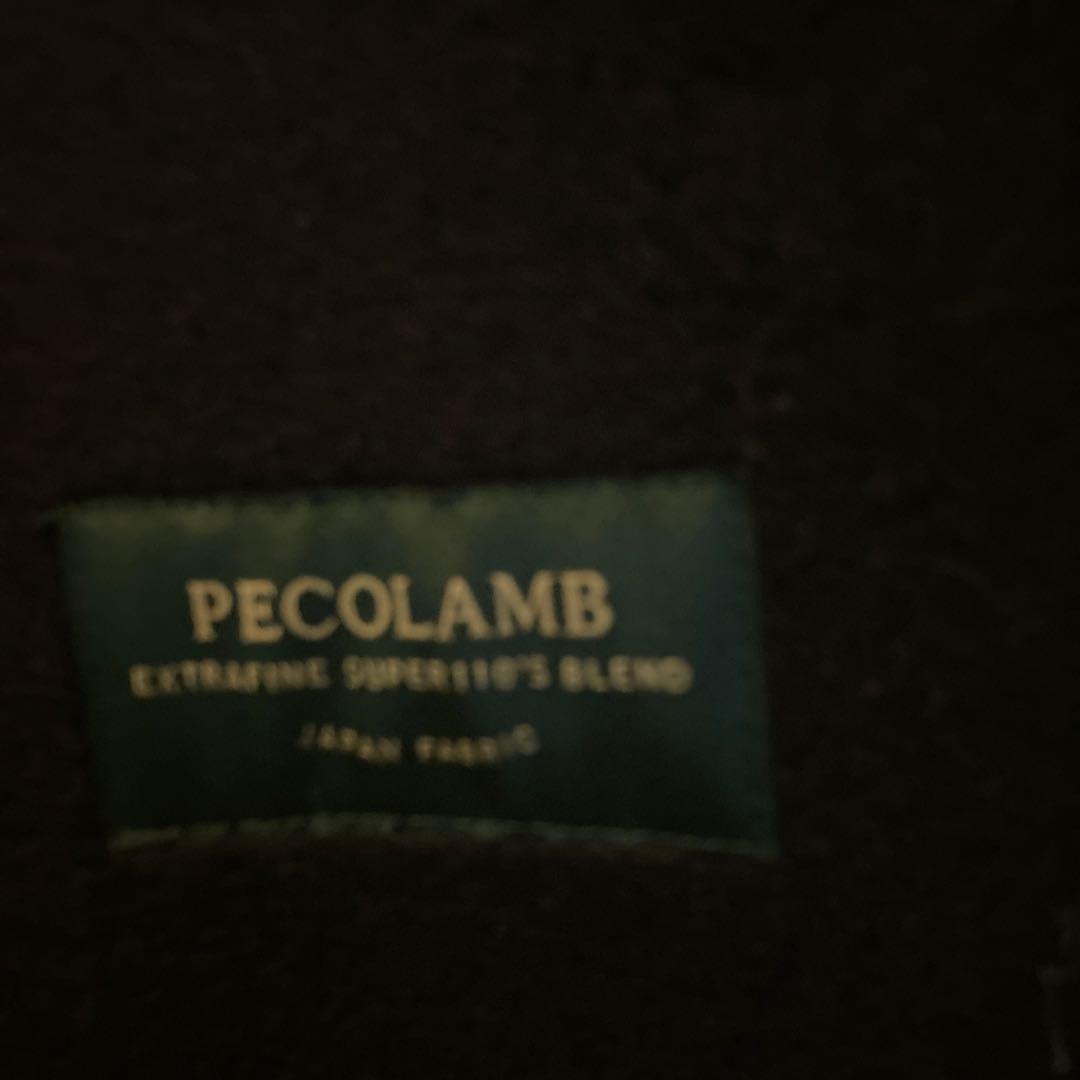 PECOLAMB
EXTRAFINE SUPER110'S BLEND
JAPAN FABRIC